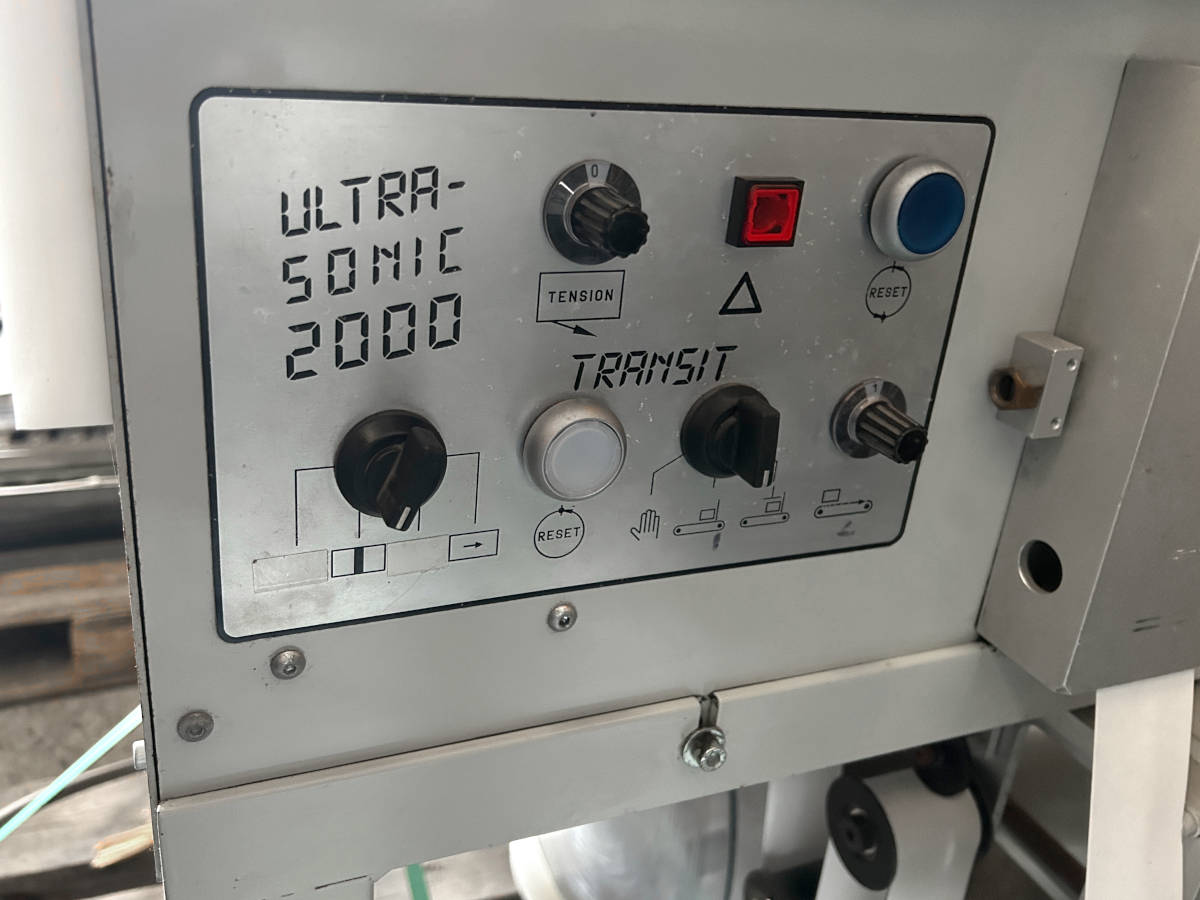 ULTRA-
SONIC
2000
0
TENSION
RESET
TRANSIT
1
RESET